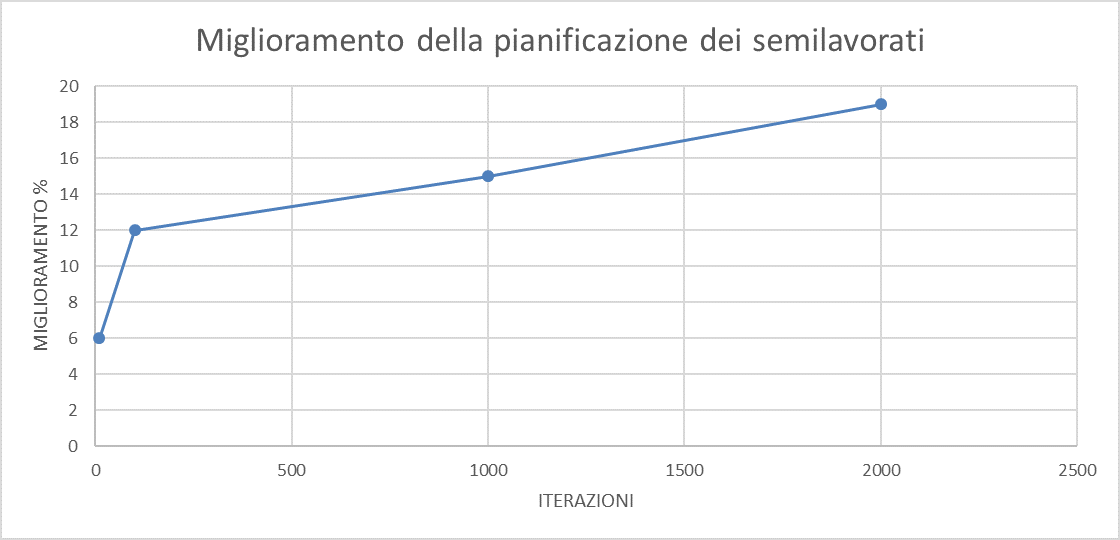 Miglioramento della pianificazione dei semilavorati
MIGLIORAMENTO %
20
18
16
14
12
10
8
6
4
2
0
0 500 1000 1500 2000 2500
ITERAZIONI